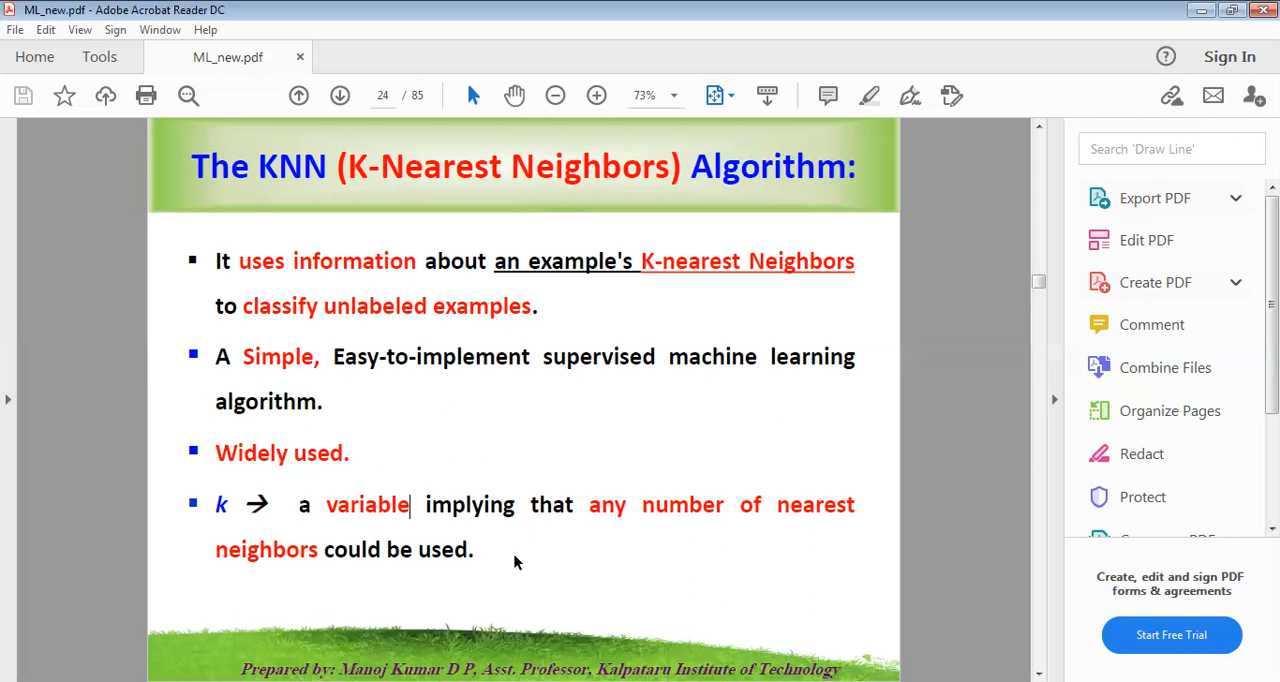 ML_new.pdf - Adobe Acrobat Reader DC
File Edit View Sign Window Help
Home Tools ML_new.pdf × Sign In
24 / 85 73%
The KNN (K-Nearest Neighbors) Algorithm:
It uses information about an example's K-nearest Neighbors
to classify unlabeled examples.
A Simple, Easy-to-implement supervised machine learning
algorithm.
Widely used.
k → a variable implying that any number of nearest
neighbors could be used.
Prepared by: Manoj Kumar D P, Asst. Professor, Kalpataru Institute of Technology
Search 'Draw Line'
Export PDF
Edit PDF
Create PDF
Comment
Combine Files
Organize Pages
Redact
Protect
Create, edit and sign PDF
forms & agreements
Start Free Trial